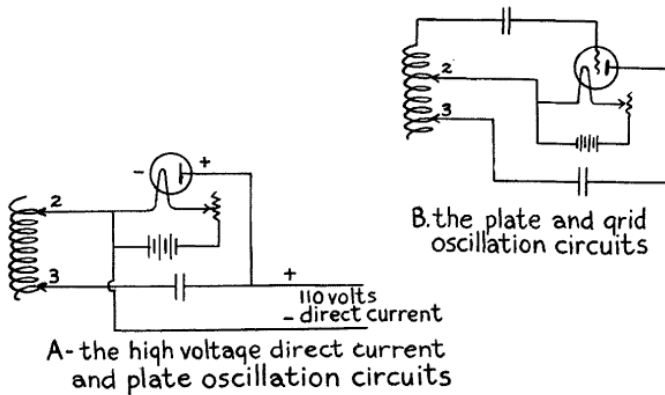 2
3
B. the plate and grid
oscillation circuits
- +
2
3
+
110 volts
- direct current
A- the high voltage direct current
and plate oscillation circuits